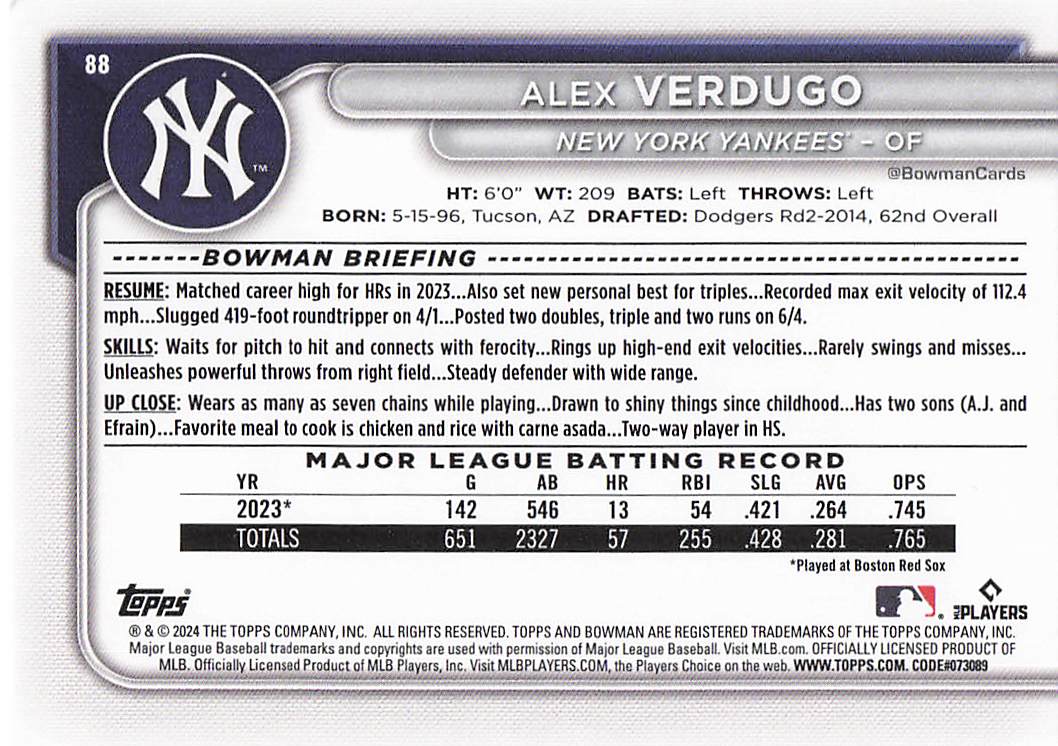 88
NY
™
ALEX VERDUGO
NEW YORK YANKEES® – OF
@BowmanCards
HT: 6'0" WT: 209 BATS: Left THROWS: Left
BORN: 5-15-96, Tucson, AZ DRAFTED: Dodgers Rd2-2014, 62nd Overall
BOWMAN BRIEFING
RESUME: Matched career high for HRs in 2023...Also set new personal best for triples...Recorded max exit velocity of 112.4
mph...Slugged 419-foot roundtripper on 4/1...Posted two doubles, triple and two runs on 6/4.
SKILLS: Waits for pitch to hit and connects with ferocity...Rings up high-end exit velocities...Rarely swings and misses...
Unleashes powerful throws from right field...Steady defender with wide range.
UP CLOSE: Wears as many as seven chains while playing...Drawn to shiny things since childhood...Has two sons (A.J. and
Efrain)...Favorite meal to cook is chicken and rice with carne asada...Two-way player in HS.
MAJOR LEAGUE BATTING RECORD
YR G AB HR RBI SLG AVG OPS
2023* 142 546 13 54 .421 .264 .745
TOTALS 651 2327 57 255 .428 .281 .765
*Played at Boston Red Sox
Topps®
MLB PLAYERS
® & © 2024 THE TOPPS COMPANY, INC. ALL RIGHTS RESERVED. TOPPS AND BOWMAN ARE REGISTERED TRADEMARKS OF THE TOPPS COMPANY, INC.
Major League Baseball trademarks and copyrights are used with permission of Major League Baseball. Visit MLB.com. OFFICIALLY LICENSED PRODUCT OF
MLB. Officially Licensed Product of MLB Players, Inc. Visit MLBPLAYERS.COM, the Players Choice on the web. WWW.TOPPS.COM. CODE#073089